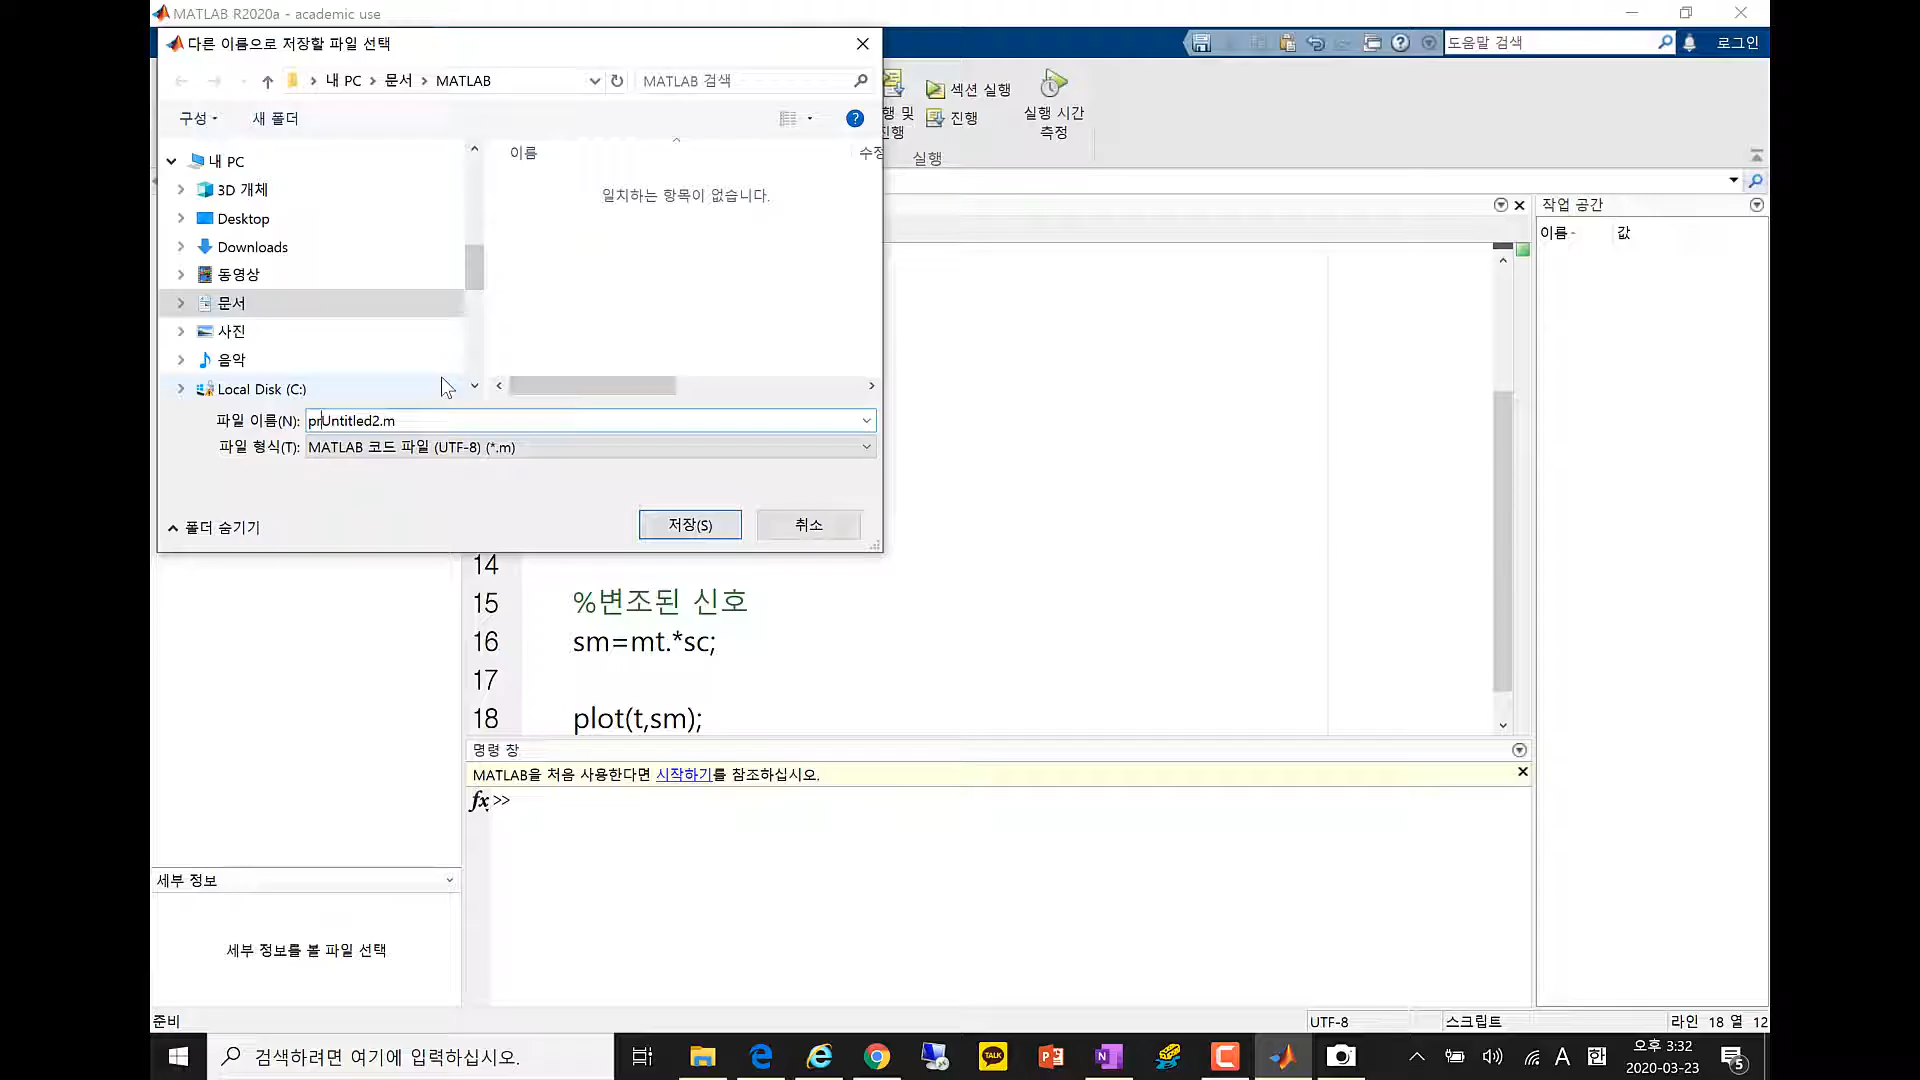 MATLAB R2020a - academic use
다른 이름으로 저장할 파일 선택
내 PC > 문서 > MATLAB
MATLAB 검색
구성
새 폴더
내 PC
3D 개체
Desktop
Downloads
동영상
문서
사진
음악
Local Disk (C:)
이름
수정
일치하는 항목이 없습니다.
파일 이름(N):
prUntitled2.m
파일 형식(T):
MATLAB 코드 파일 (UTF-8) (*.m)
폴더 숨기기
저장(S)
취소
도움말 검색
로그인
행 및
진행
섹션 실행
진행
실행 시간
측정
실행
작업 공간
이름
값
14
15 %변조된 신호
16 sm=mt.*sc;
17
18 plot(t,sm);
명령 창
MATLAB을 처음 사용한다면 시작하기를 참조하십시오.
fx >>
세부 정보
세부 정보를 볼 파일 선택
준비
UTF-8
스크립트
라인 18 열 12
검색하려면 여기에 입력하십시오.
TALK
A
한
오후 3:32
2020-03-23
5